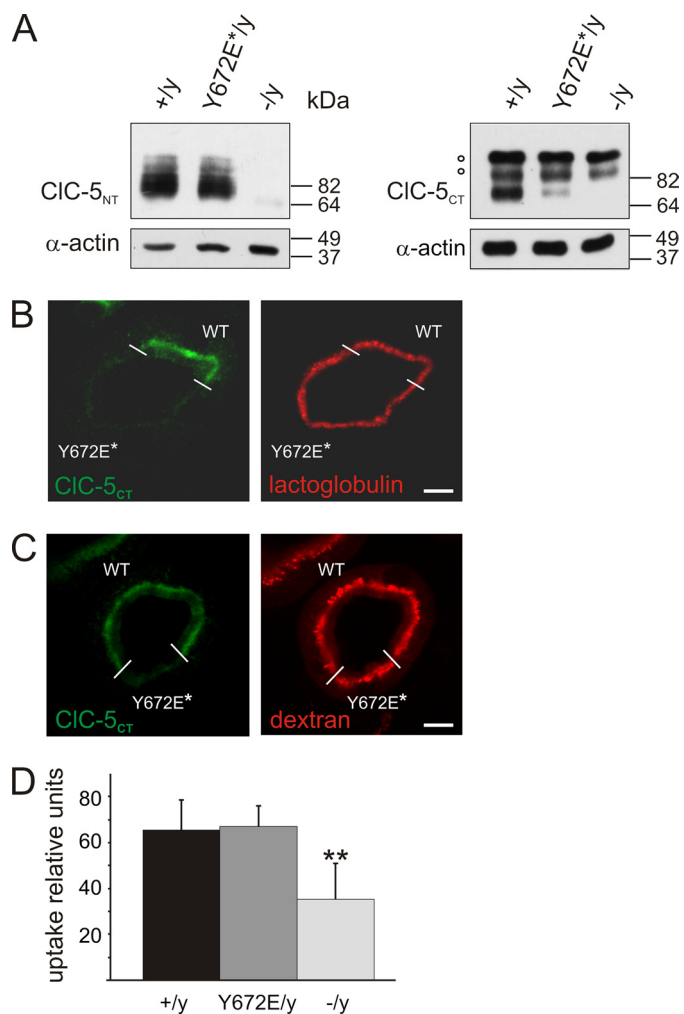 A
+/y Y672E*/y -/y kDa +/y Y672E*/y -/y
ClC-5NT 82 64 ClC-5CT 82 64
α-actin 49 37 α-actin 49 37
B
WT WT
Y672E* Y672E*
ClC-5CT lactoglobulin
C
WT WT
Y672E* Y672E*
ClC-5CT dextran
D
uptake relative units
80
60
40
20
**
+/y Y672E/y -/y